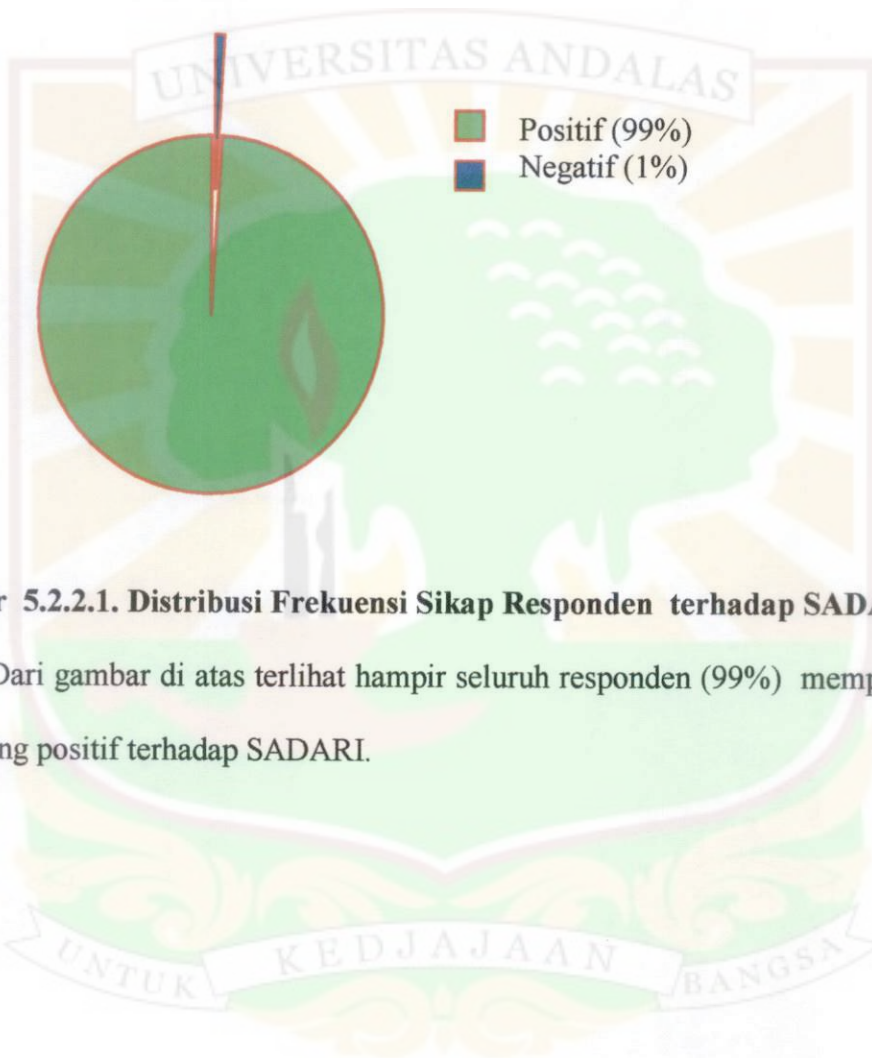 UNIVERSITAS ANDALAS
Positif (99%)
Negatif (1%)
r 5.2.2.1. Distribusi Frekuensi Sikap Responden terhadap SADA
Dari gambar di atas terlihat hampir seluruh responden (99%) memp
ng positif terhadap SADARI.
UNTUK KEDJAJAAN BANGSA